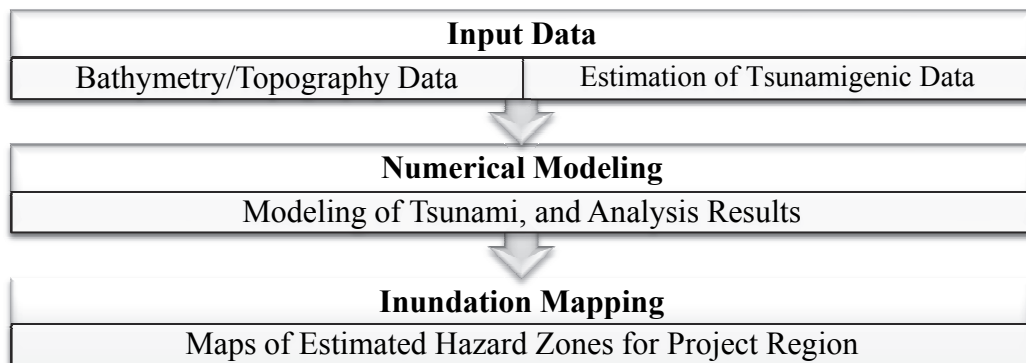 Input Data
Bathymetry/Topography Data
Estimation of Tsunamigenic Data
Numerical Modeling
Modeling of Tsunami, and Analysis Results
Inundation Mapping
Maps of Estimated Hazard Zones for Project Region